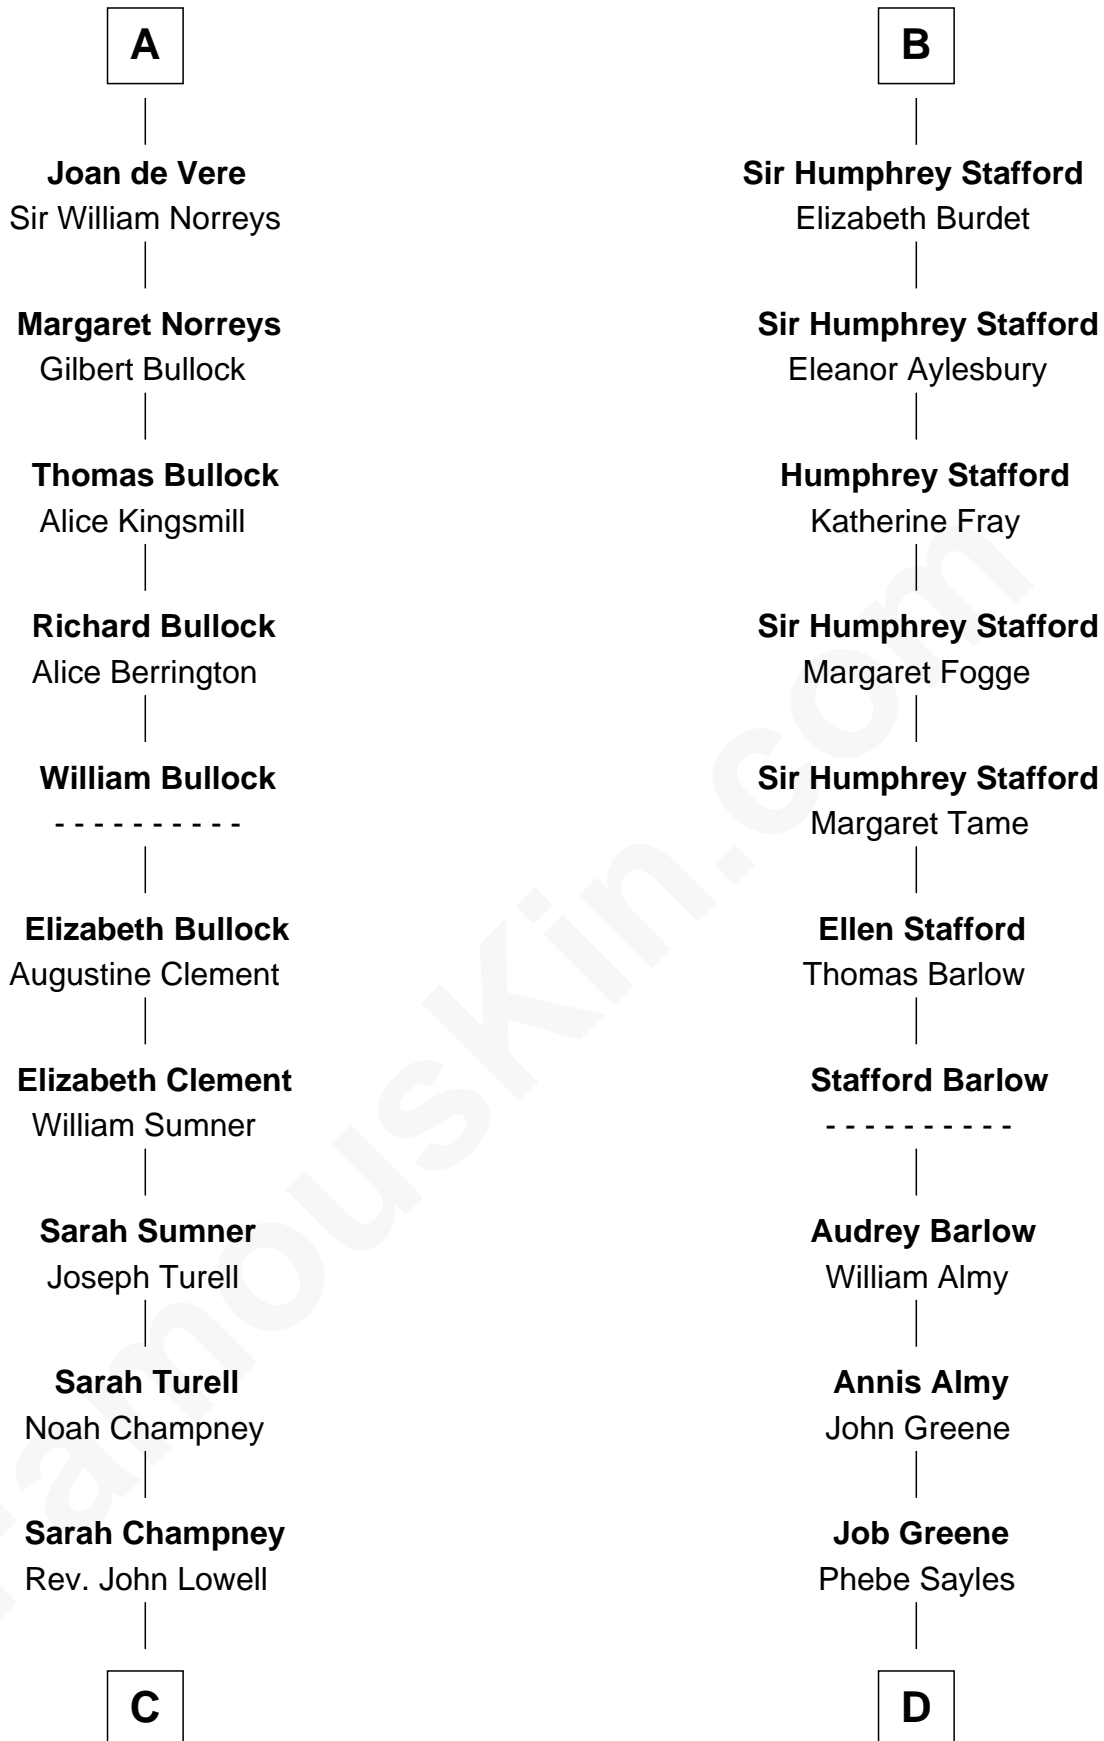 A
Joan de Vere
Sir William Norreys
Margaret Norreys
Gilbert Bullock
Thomas Bullock
Alice Kingsmill
Richard Bullock
Alice Berrington
William Bullock
- - - - - - - - - -
Elizabeth Bullock
Augustine Clement
Elizabeth Clement
William Sumner
Sarah Sumner
Joseph Turell
Sarah Turell
Noah Champney
Sarah Champney
Rev. John Lowell
C
B
Sir Humphrey Stafford
Elizabeth Burdet
Sir Humphrey Stafford
Eleanor Aylesbury
Humphrey Stafford
Katherine Fray
Sir Humphrey Stafford
Margaret Fogge
Sir Humphrey Stafford
Margaret Tame
Ellen Stafford
Thomas Barlow
Stafford Barlow
- - - - - - - - - -
Audrey Barlow
William Almy
Annis Almy
John Greene
Job Greene
Phebe Sayles
D
FamousKin.com